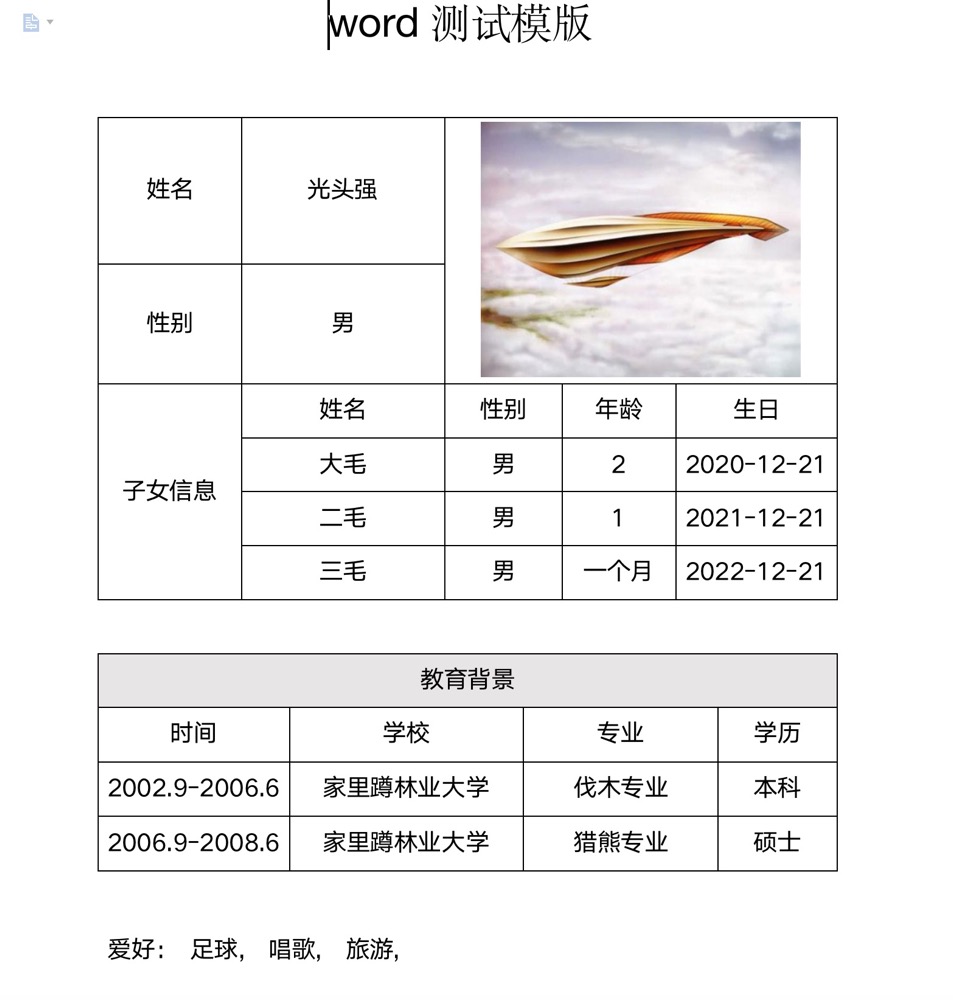 word 测试模版
姓名 光头强
性别 男
子女信息
姓名 性别 年龄 生日
大毛 男 2 2020-12-21
二毛 男 1 2021-12-21
三毛 男 一个月 2022-12-21
教育背景
时间 学校 专业 学历
2002.9-2006.6 家里蹲林业大学 伐木专业 本科
2006.9-2008.6 家里蹲林业大学 猎熊专业 硕士
爱好： 足球， 唱歌， 旅游，